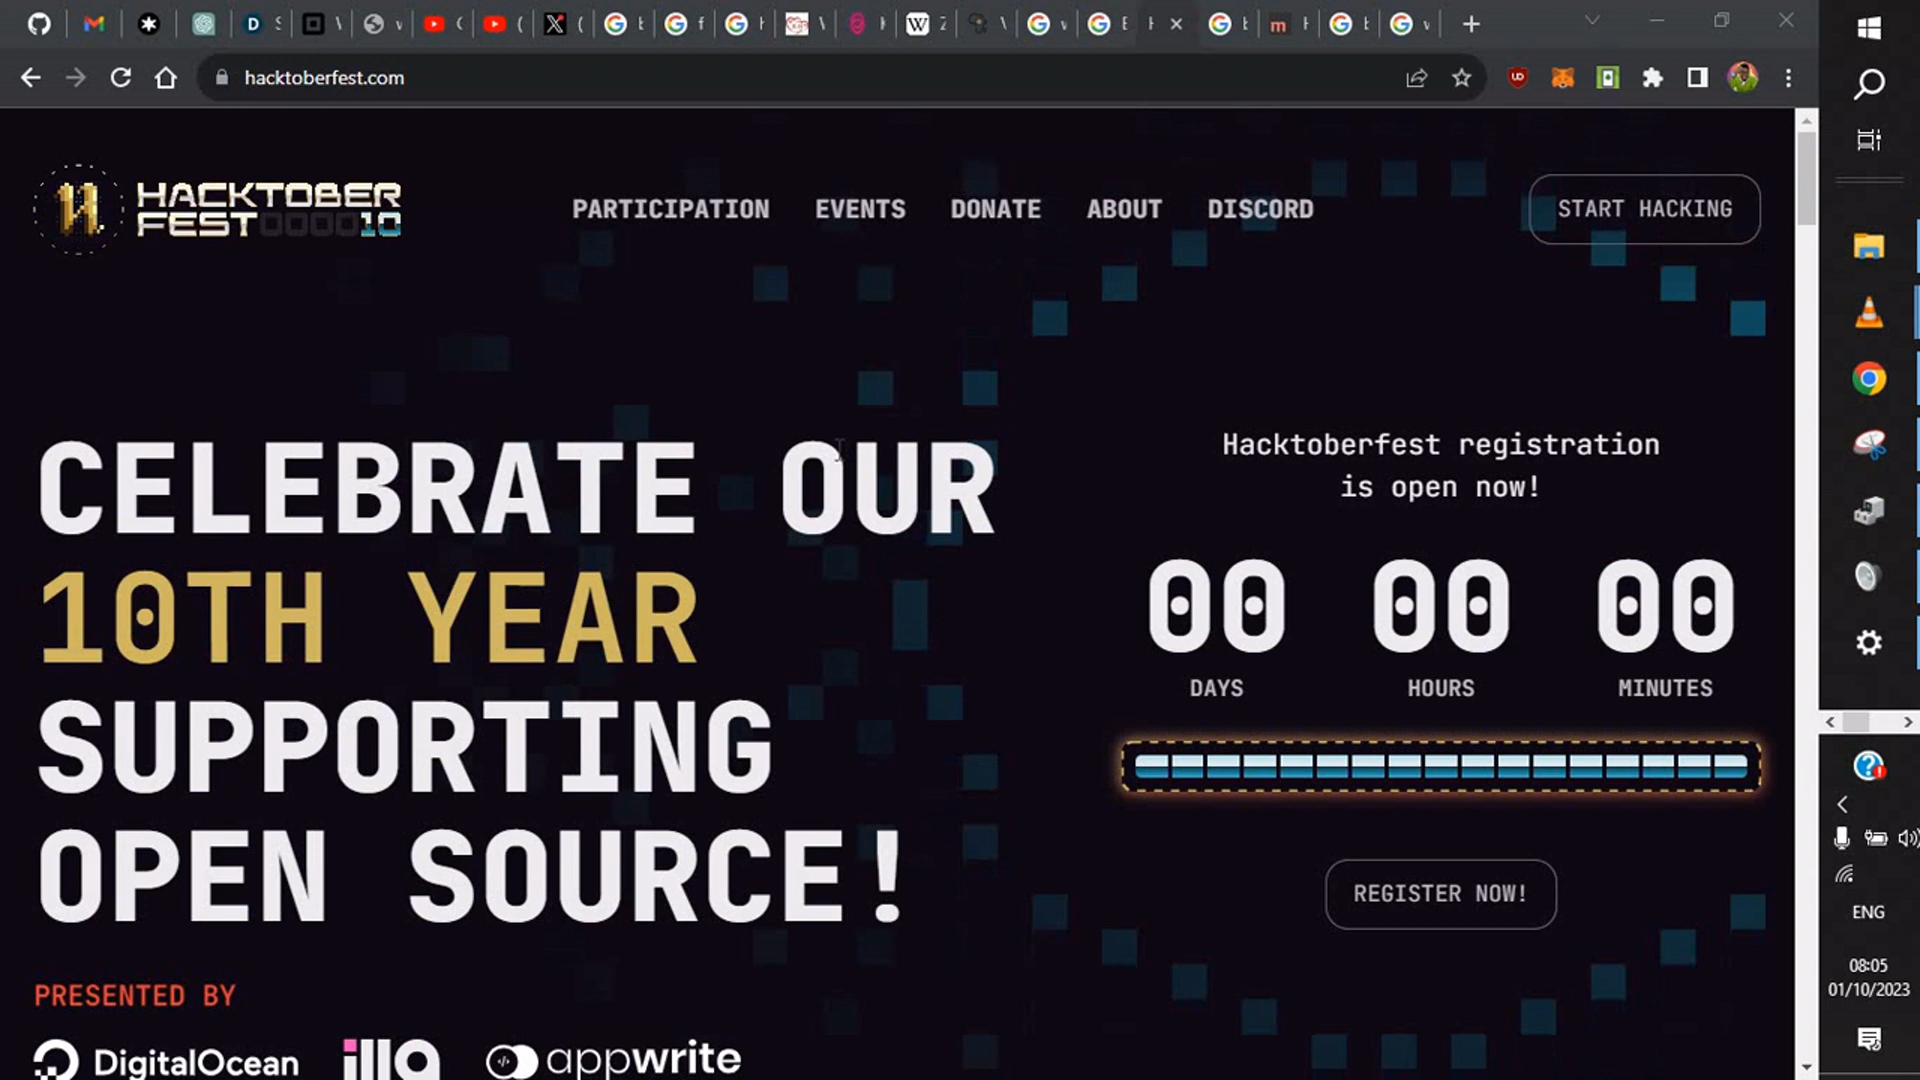 hacktoberfest.com
HACKTOBER
FEST000010
PARTICIPATION EVENTS DONATE ABOUT DISCORD
START HACKING
CELEBRATE OUR
10TH YEAR
SUPPORTING
OPEN SOURCE!
Hacktoberfest registration
is open now!
00 00 00
DAYS HOURS MINUTES
REGISTER NOW!
PRESENTED BY
DigitalOcean illa appwrite
ENG
08:05
01/10/2023